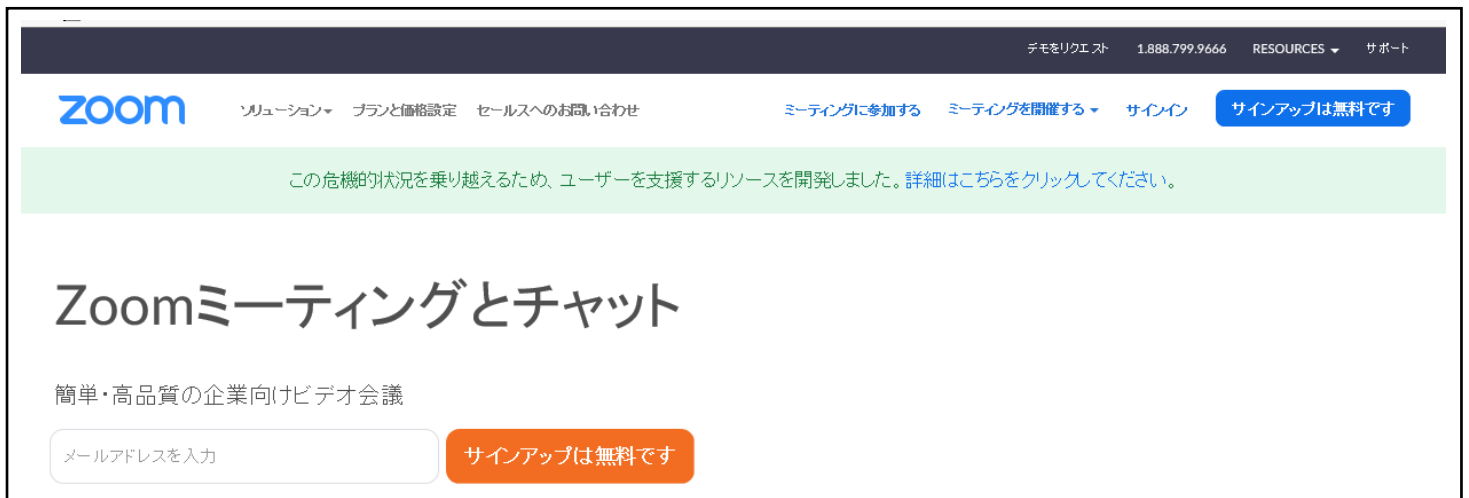 デモをリクエスト 1.888.799.9666 RESOURCES サポート
zoom ソリューション プランと価格設定 セールスへのお問い合わせ ミーティングに参加する ミーティングを開催する サインイン サインアップは無料です
この危機的状況を乗り越えるため、ユーザーを支援するリソースを開発しました。詳細はこちらをクリックしてください。
Zoomミーティングとチャット
簡単・高品質の企業向けビデオ会議
メールアドレスを入力 サインアップは無料です